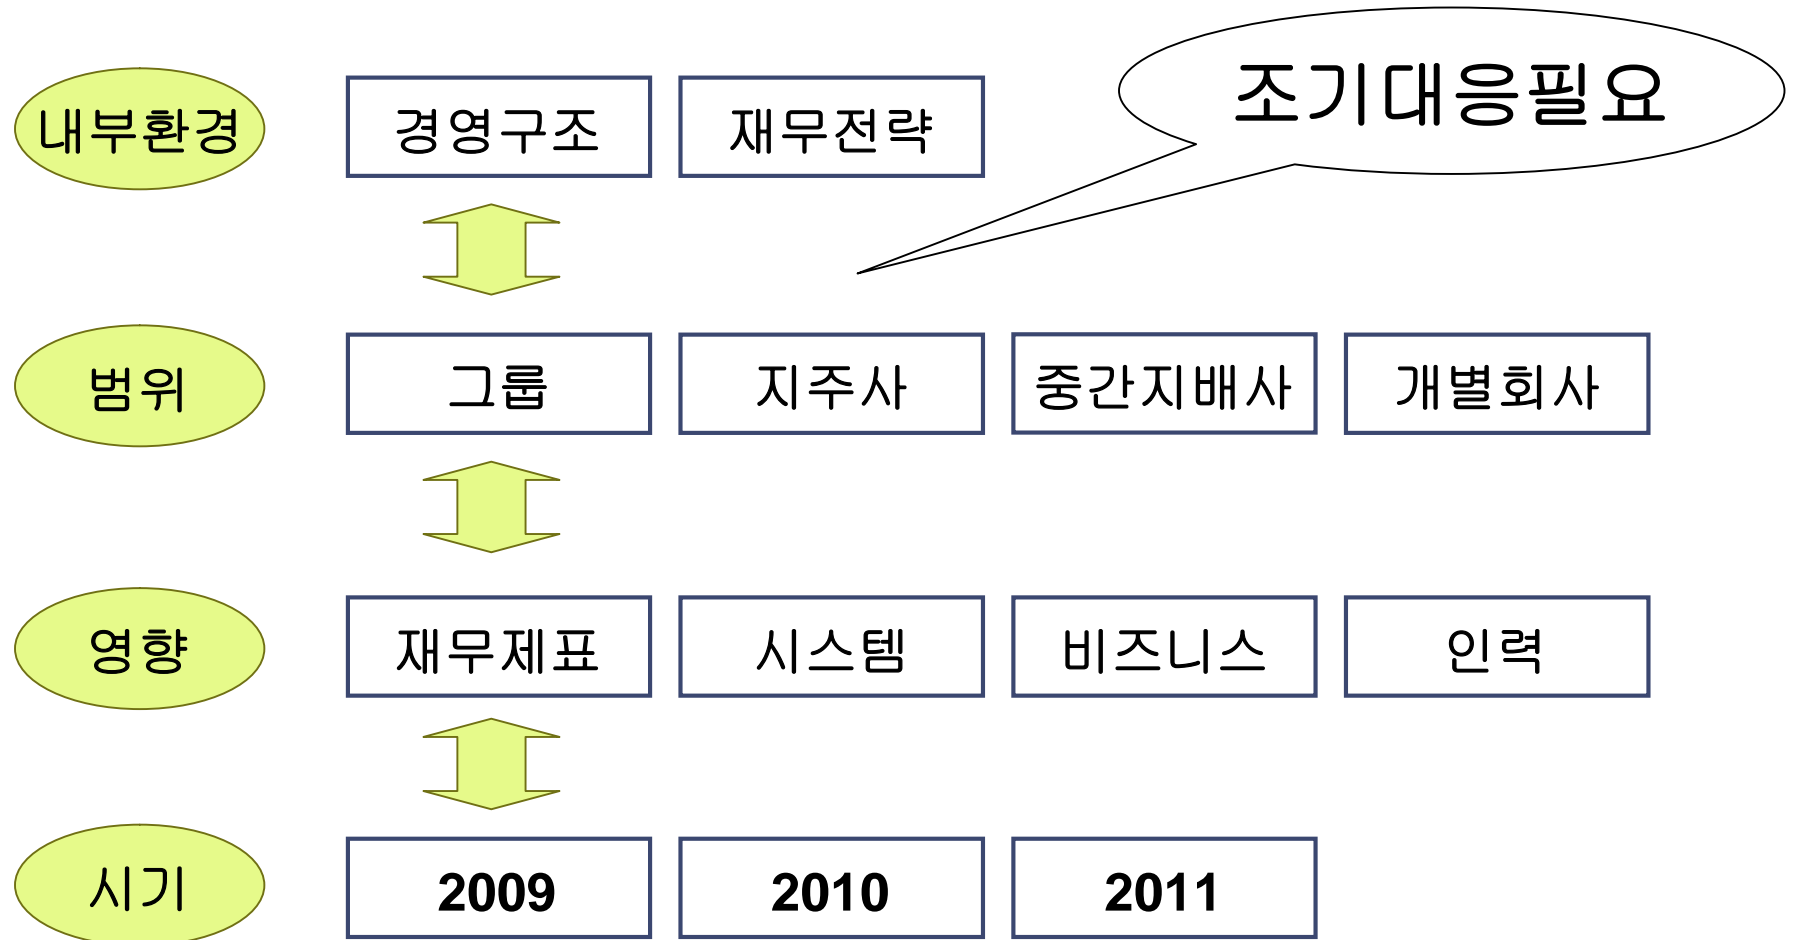 조기대응필요
내부환경 경영구조 재무전략
범위 그룹 지주사 중간지배사 개별회사
영향 재무제표 시스템 비즈니스 인력
시기 2009 2010 2011